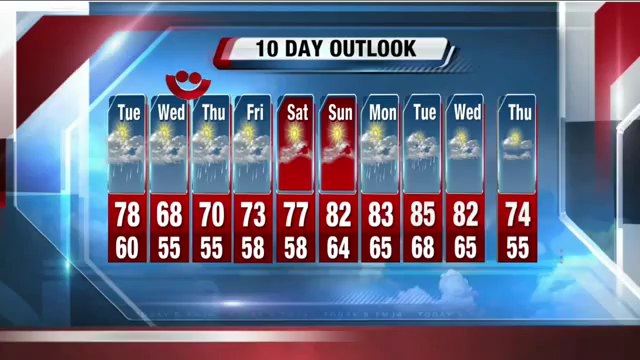 10 DAY OUTLOOK
Tue Wed Thu Fri Sat Sun Mon Tue Wed Thu
78 68 70 73 77 82 83 85 82 74
60 55 55 58 58 64 65 68 65 55